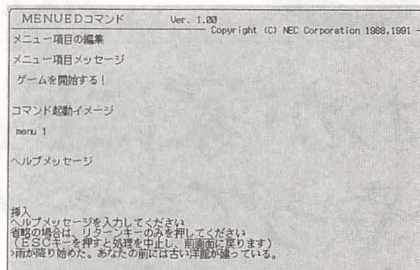 MENUEDコマンド Ver. 1.00
Copyright (C) NEC Corporation 1988,1991
メニュー項目の編集
メニュー項目メッセージ
ゲームを開始する！
コマンド起動イメージ
menu 1
ヘルプメッセージ
挿入
ヘルプメッセージを入力してください
省略の場合は、リターンキーのみを押してください
(ESCキーを押すと処理を中止し、前画面に戻ります)
>雨が降り始めた。あなたの前には古い洋館が建っている。